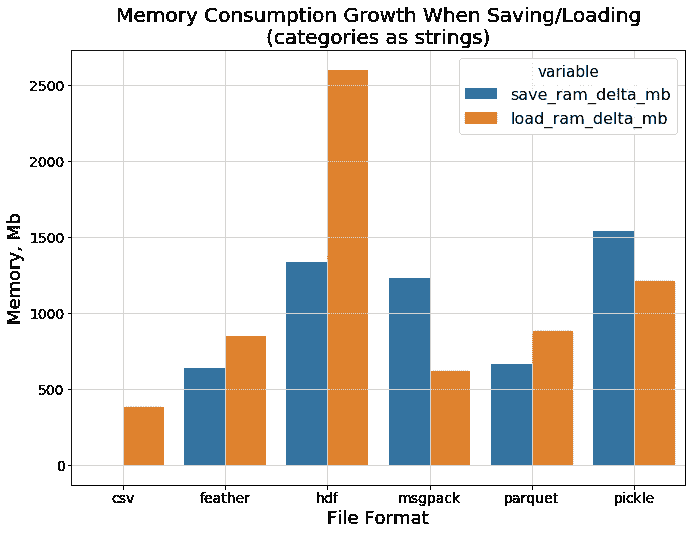 Memory Consumption Growth When Saving/Loading
(categories as strings)
variable
save_ram_delta_mb
load_ram_delta_mb
Memory, Mb
2500
2000
1500
1000
500
0
csv feather hdf msgpack parquet pickle
File Format